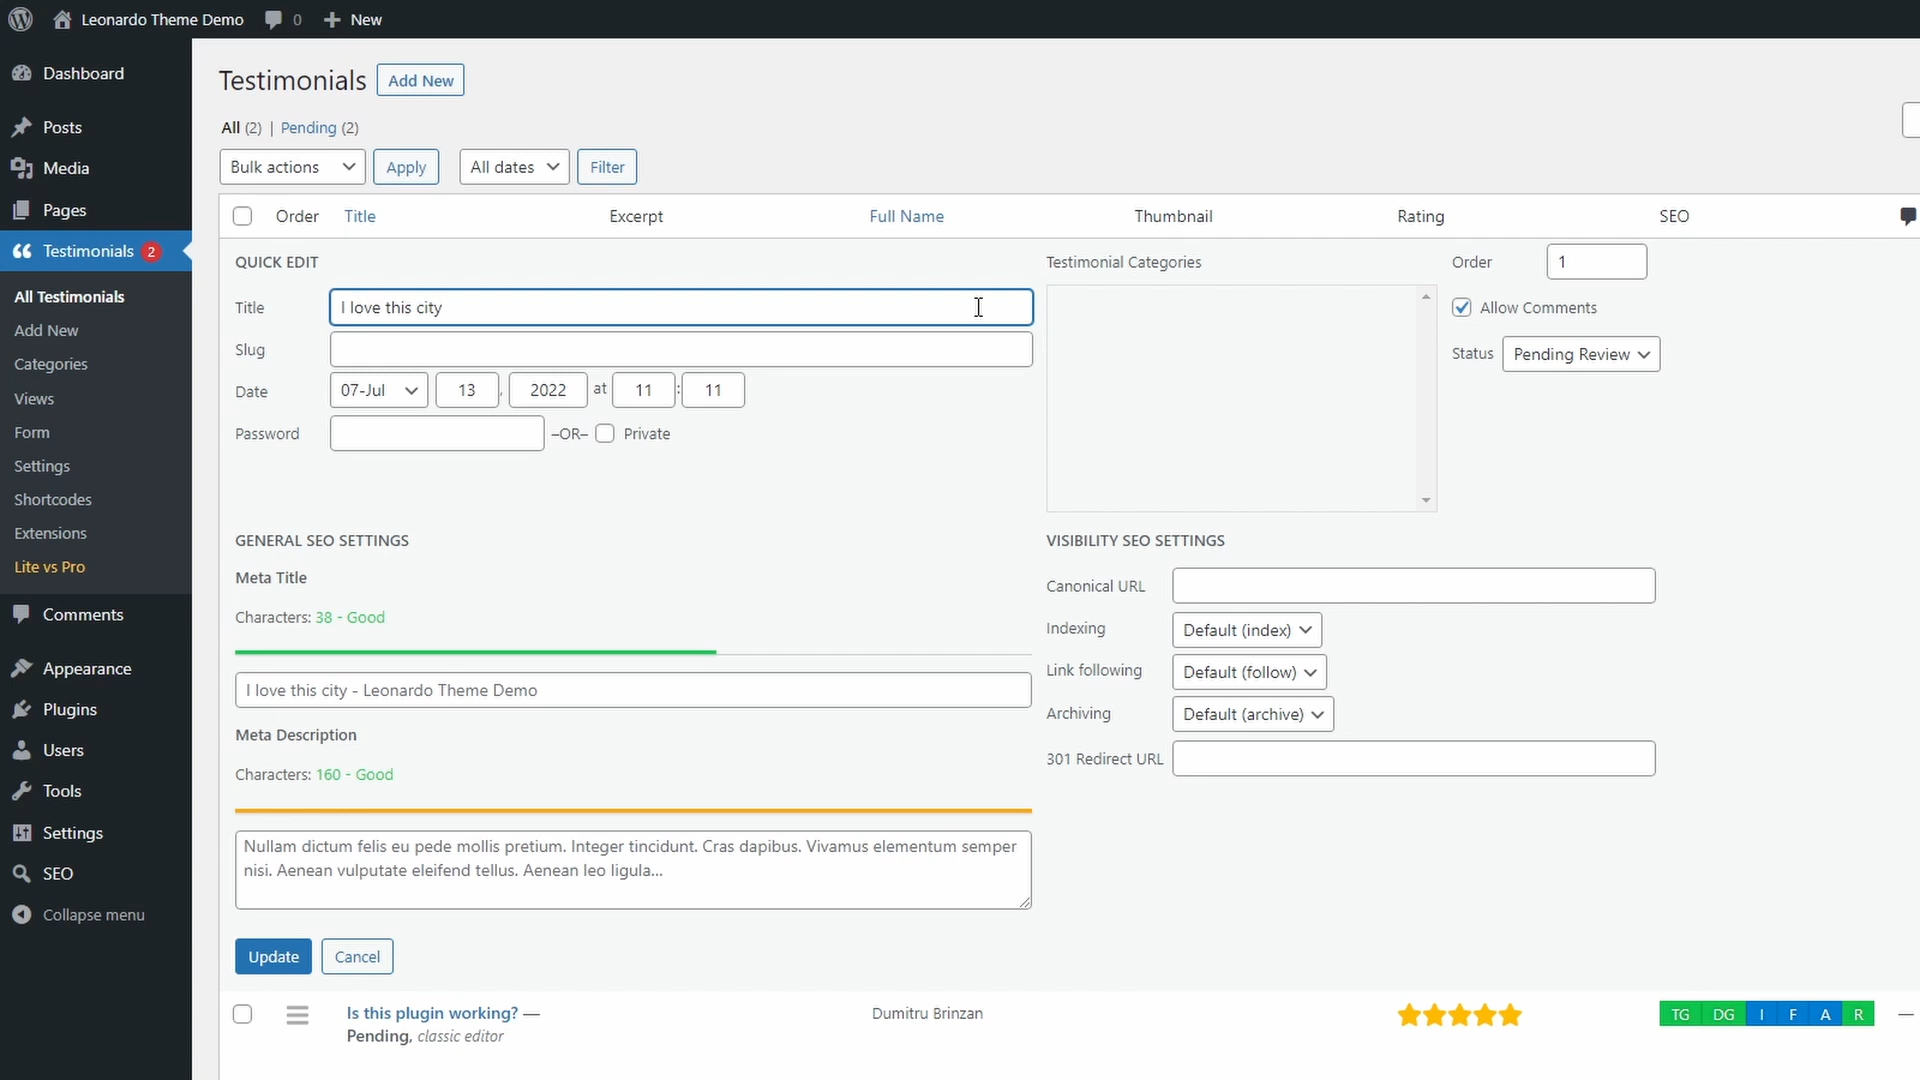 Leonardo Theme Demo 0 New
Dashboard
Posts
Media
Pages
Testimonials 2
All Testimonials
Add New
Categories
Views
Form
Settings
Shortcodes
Extensions
Lite vs Pro
Comments
Appearance
Plugins
Users
Tools
Settings
SEO
Collapse menu
Testimonials Add New
All (2) | Pending (2)
Bulk actions Apply All dates Filter
Order Title Excerpt Full Name Thumbnail Rating SEO
QUICK EDIT
Title I love this city
Slug
Date 07-Jul 13 , 2022 at 11 : 11
Password –OR– Private
Testimonial Categories
Order 1
Allow Comments
Status Pending Review
GENERAL SEO SETTINGS
Meta Title
Characters: 38 - Good
I love this city - Leonardo Theme Demo
Meta Description
Characters: 160 - Good
Nullam dictum felis eu pede mollis pretium. Integer tincidunt. Cras dapibus. Vivamus elementum semper
nisi. Aenean vulputate eleifend tellus. Aenean leo ligula...
VISIBILITY SEO SETTINGS
Canonical URL
Indexing Default (index)
Link following Default (follow)
Archiving Default (archive)
301 Redirect URL
Update Cancel
Is this plugin working? — Dumitru Brinzan TG DG I F A R —
Pending, classic editor